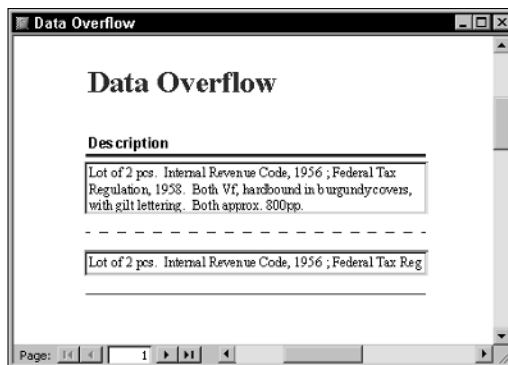 Data Overflow
Data Overflow
Description
Lot of 2 pcs. Internal Revenue Code, 1956 ; Federal Tax
Regulation, 1958. Both Vf, hardbound in burgundy covers,
with gilt lettering. Both approx. 800pp.
Lot of 2 pcs. Internal Revenue Code, 1956 ; Federal Tax Reg
Page: 1